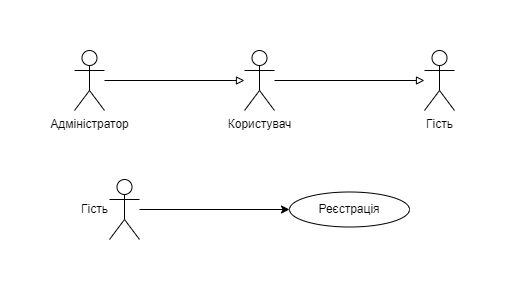 Адміністратор
Користувач
Гість
Гість
Реєстрація